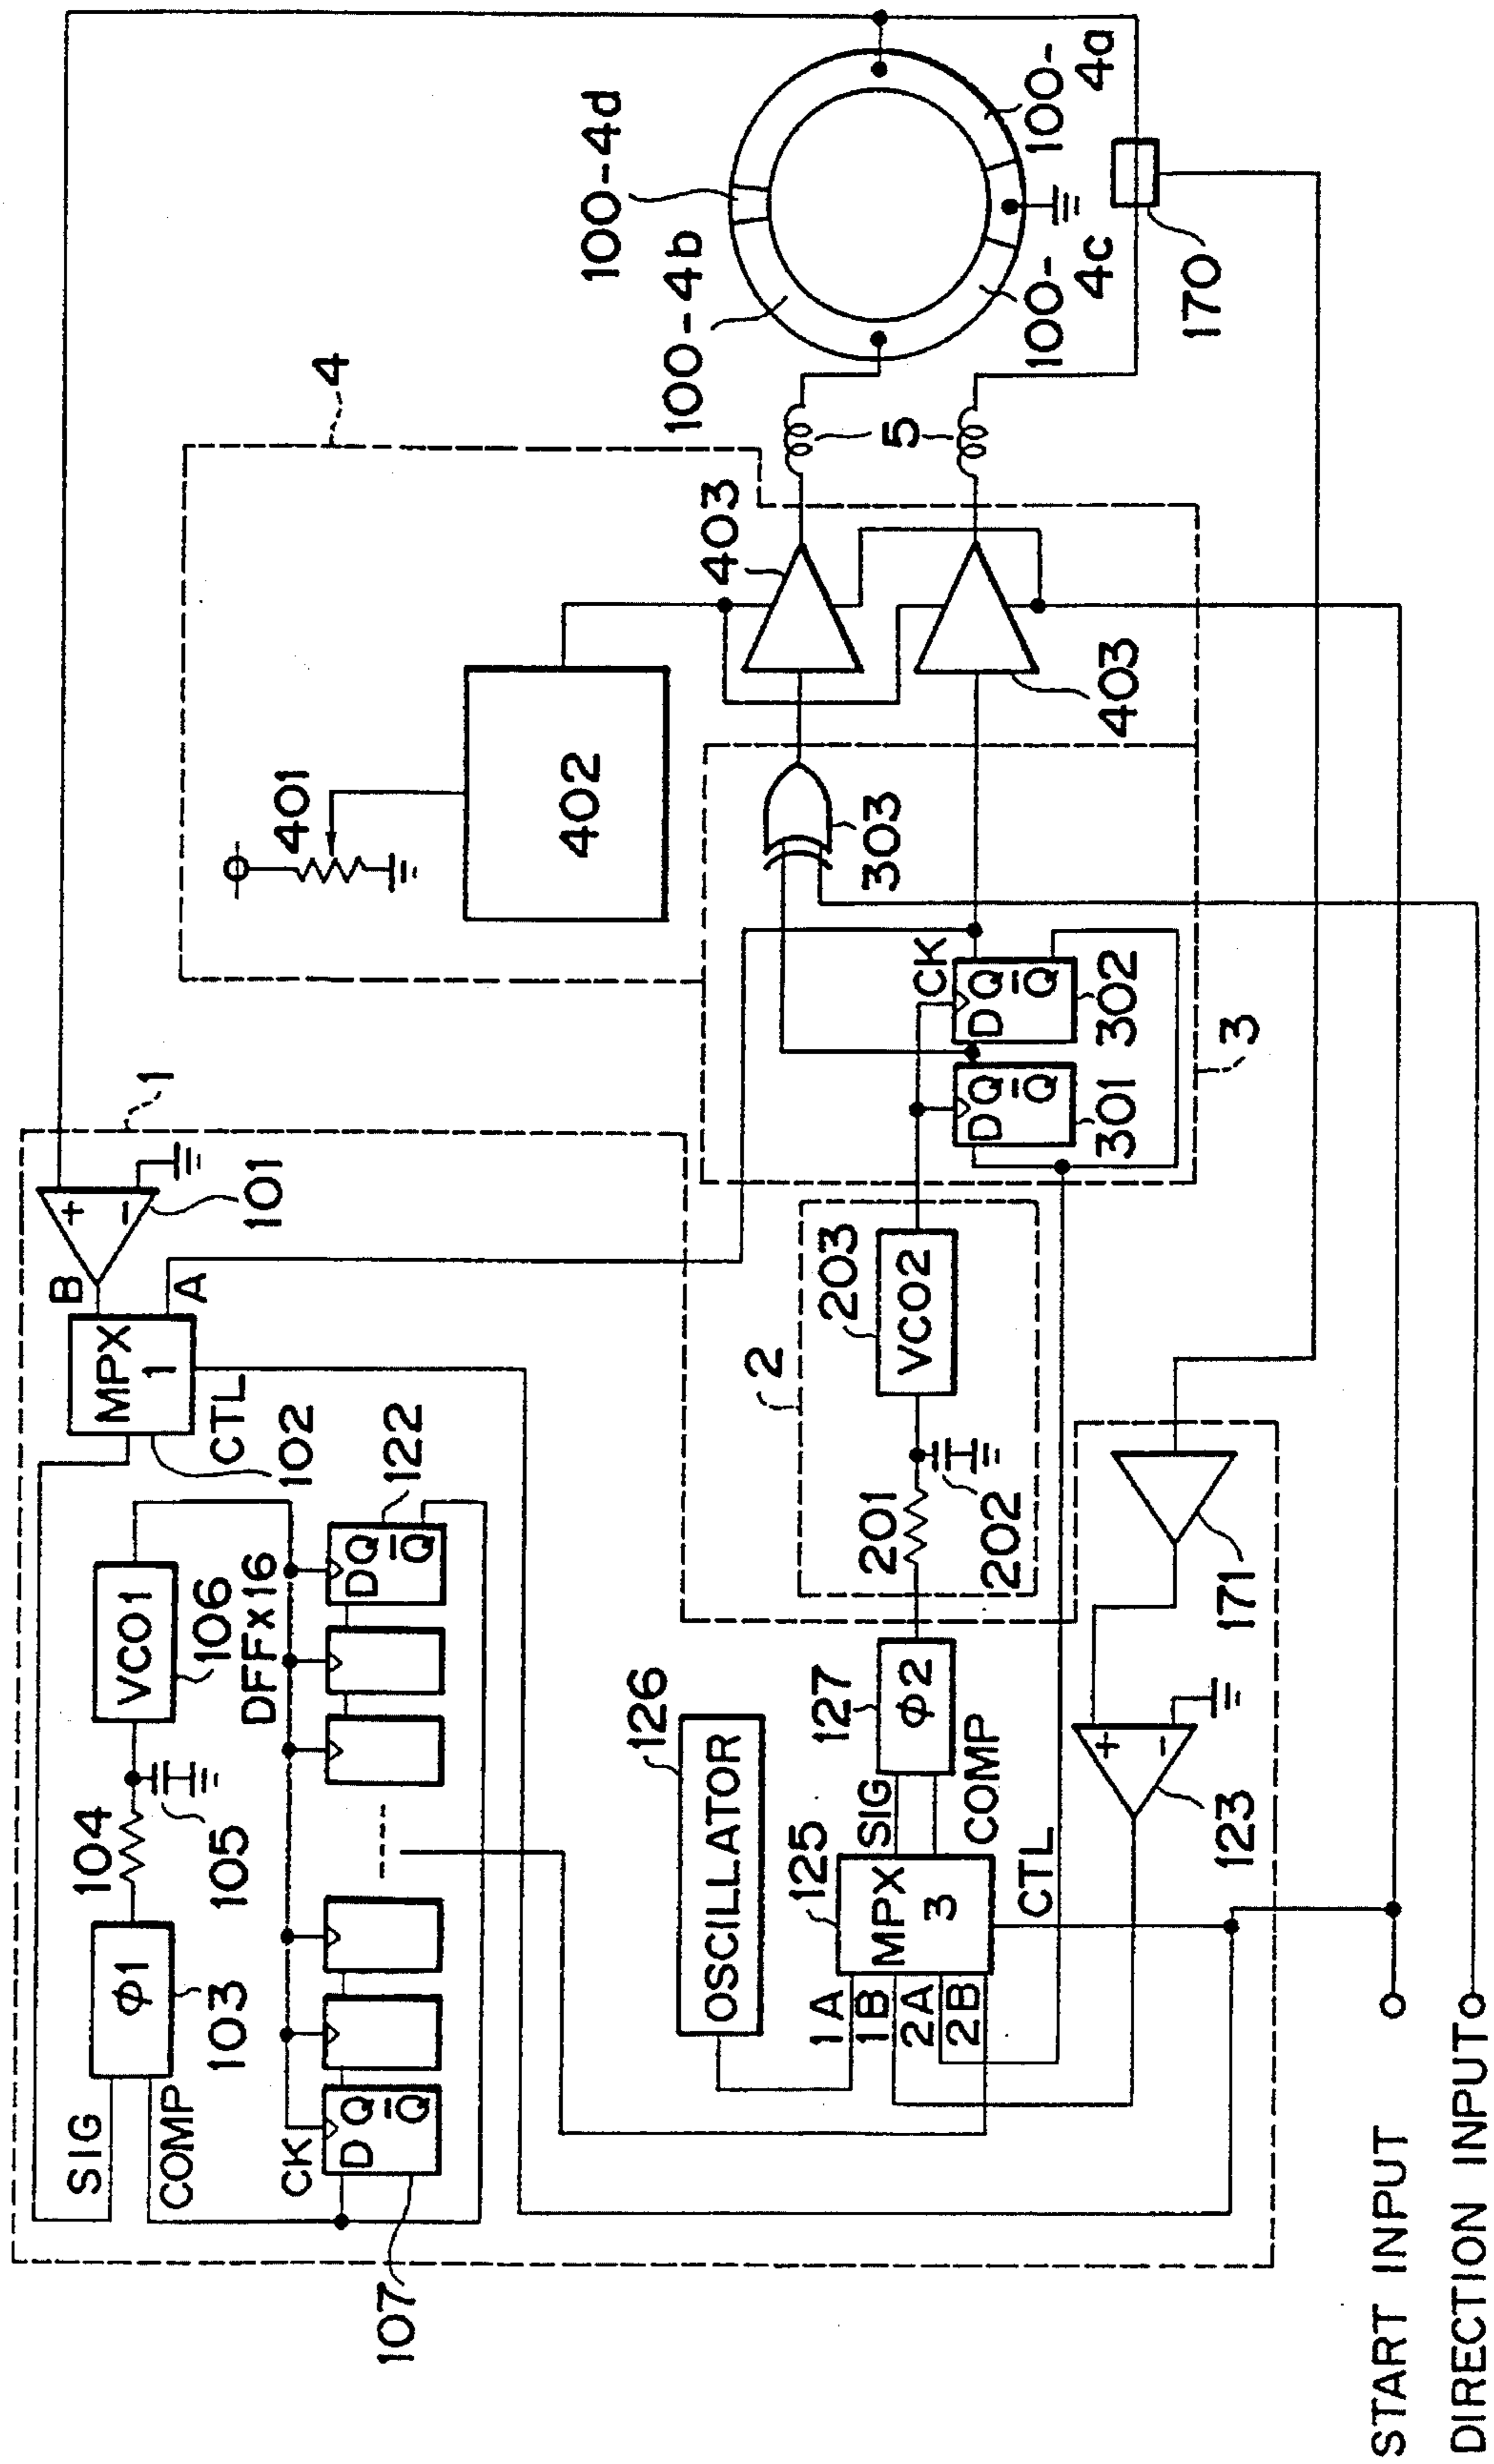 1
101
+
−
B
A
MPX
1
CTL
102
SIG
COMP
φ1
103
104
105
VCO1
106
DFFx16
CK
D Q
Q̅
107
D Q
Q̅
122
126
OSCILLATOR
125
MPX
3
1A
1B
2A
2B
SIG
COMP
CTL
127
φ2
2
201
202
203
VCO2
171
+
−
123
3
CK
D Q
Q̅
301
D Q
Q̅
302
303
4
401
402
403
403
5
100-4d
100-4b
100-
4a
100-
4c
170
START INPUT
DIRECTION INPUT